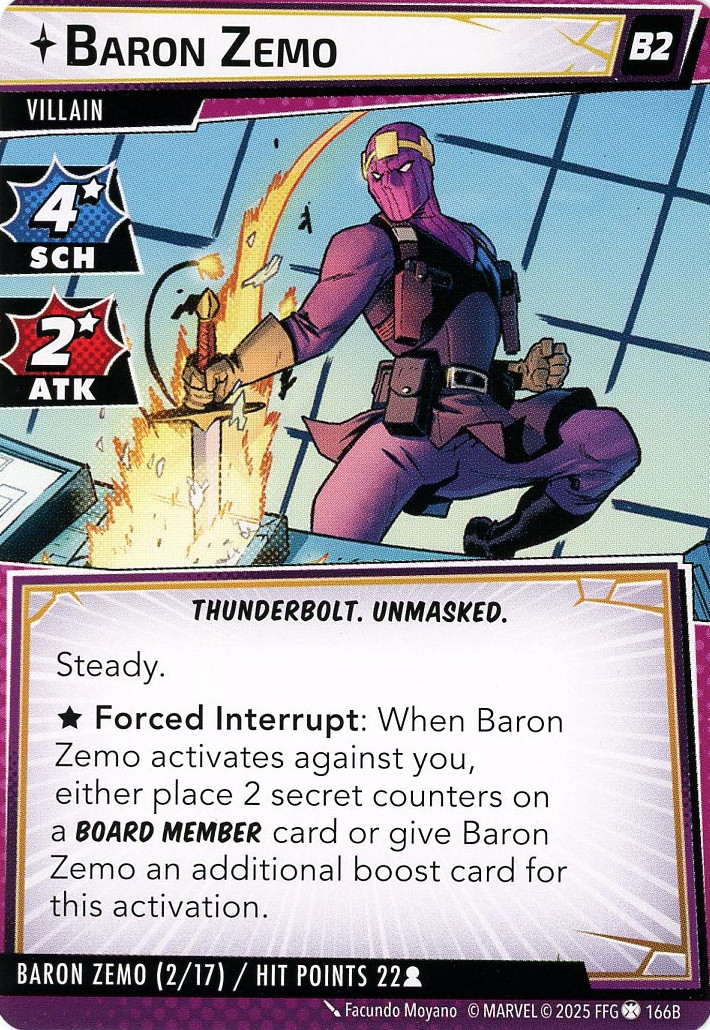 BARON ZEMO
B2
VILLAIN
4★
SCH
2★
ATK
THUNDERBOLT. UNMASKED.
Steady.
★ Forced Interrupt: When Baron
Zemo activates against you,
either place 2 secret counters on
a BOARD MEMBER card or give Baron
Zemo an additional boost card for
this activation.
BARON ZEMO (2/17) / HIT POINTS 22
Facundo Moyano © MARVEL © 2025 FFG 166B